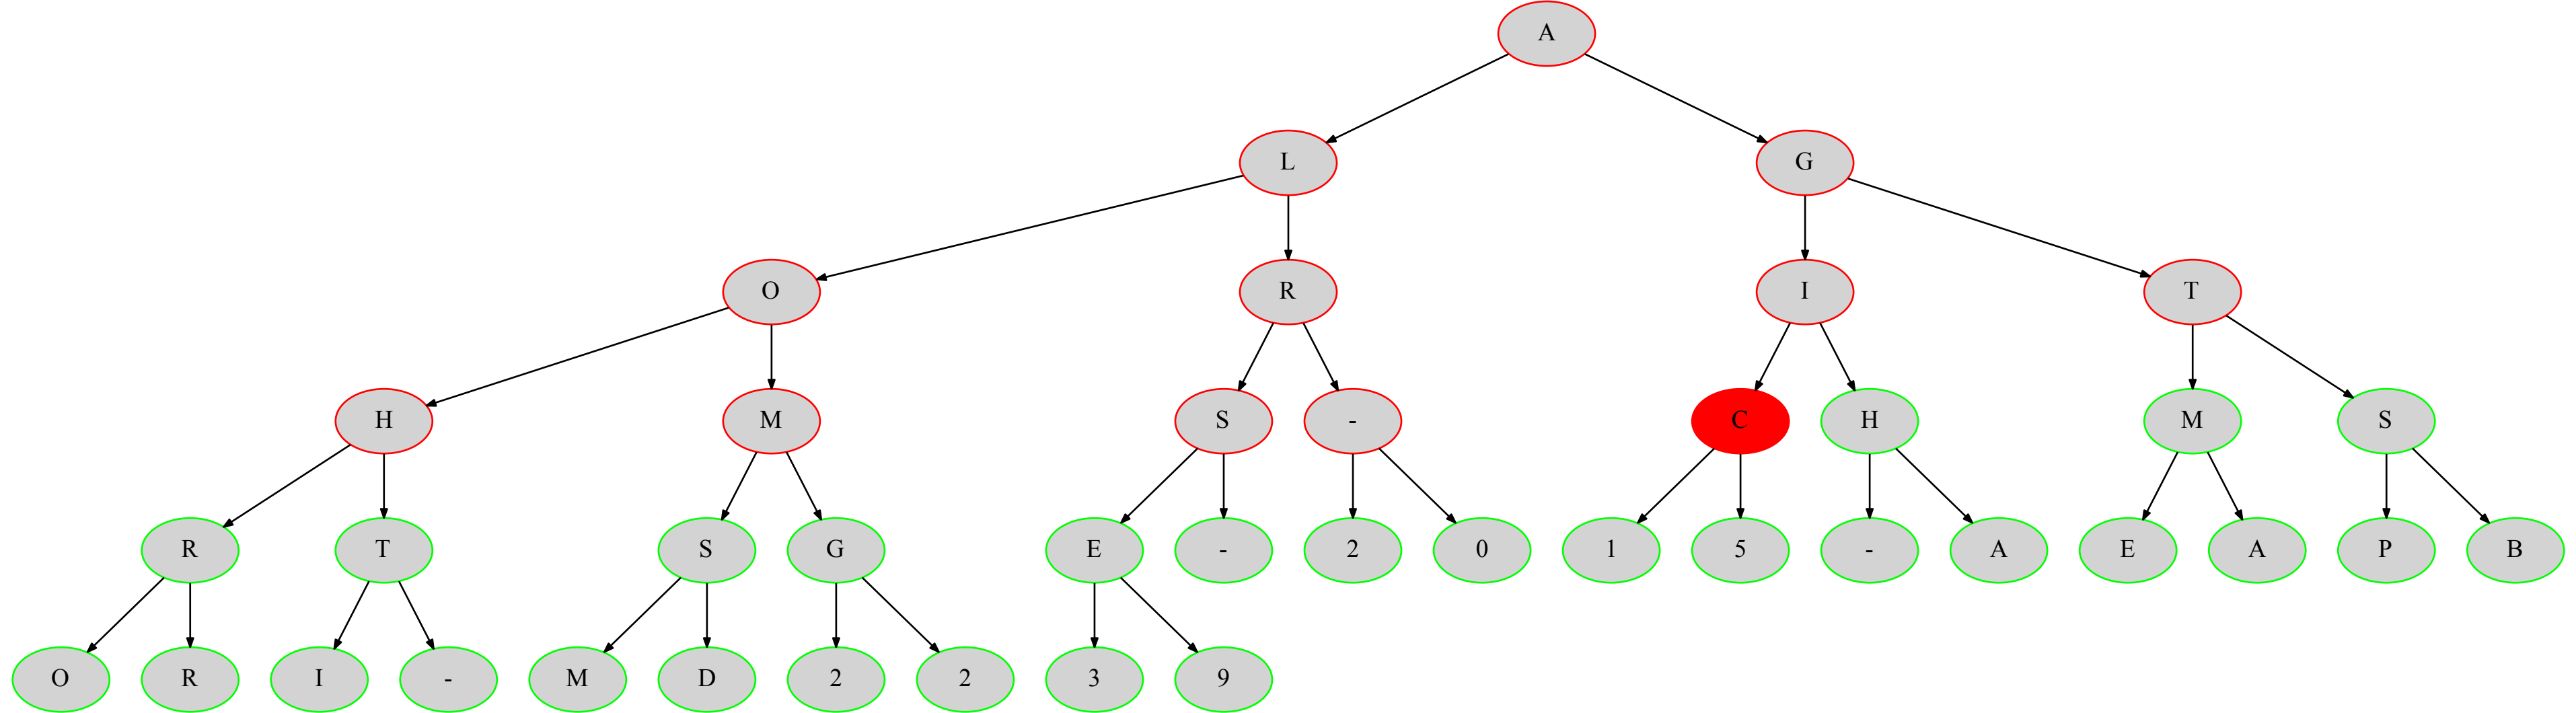 A
L G
O R I T
H M S - C H M S
R T S G E - 2 0 1 5 - A E A P B
O R I - M D 2 2 3 9